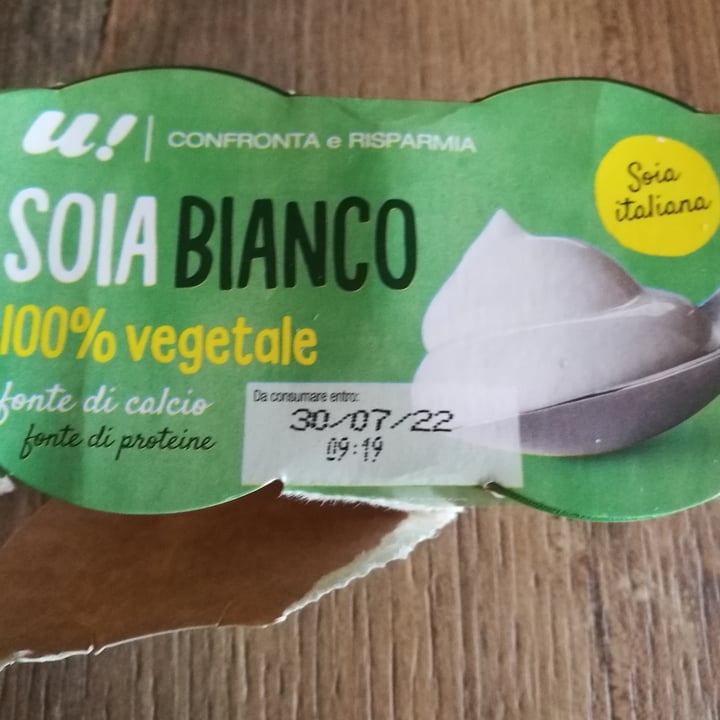 u! | CONFRONTA e RISPARMIA
Soia
italiana
SOIA BIANCO
100% vegetale
fonte di calcio
fonte di proteine
Da consumare entro:
30/07/22
09:19